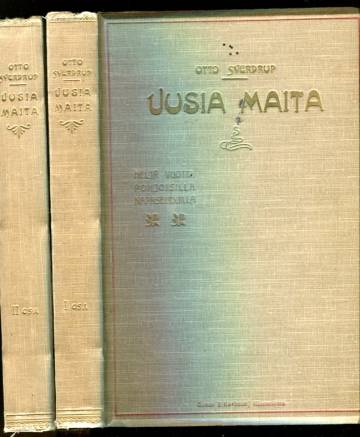 OTTO
SVERDRUP
UUSIA
MAITA
II OSA
OTTO
SVERDRUP
UUSIA
MAITA
I OSA
OTTO SVERDRUP
UUSIA MAITA
NELJÄ VUOTTA
POHJOISILLA
NAPASEUDUILLA